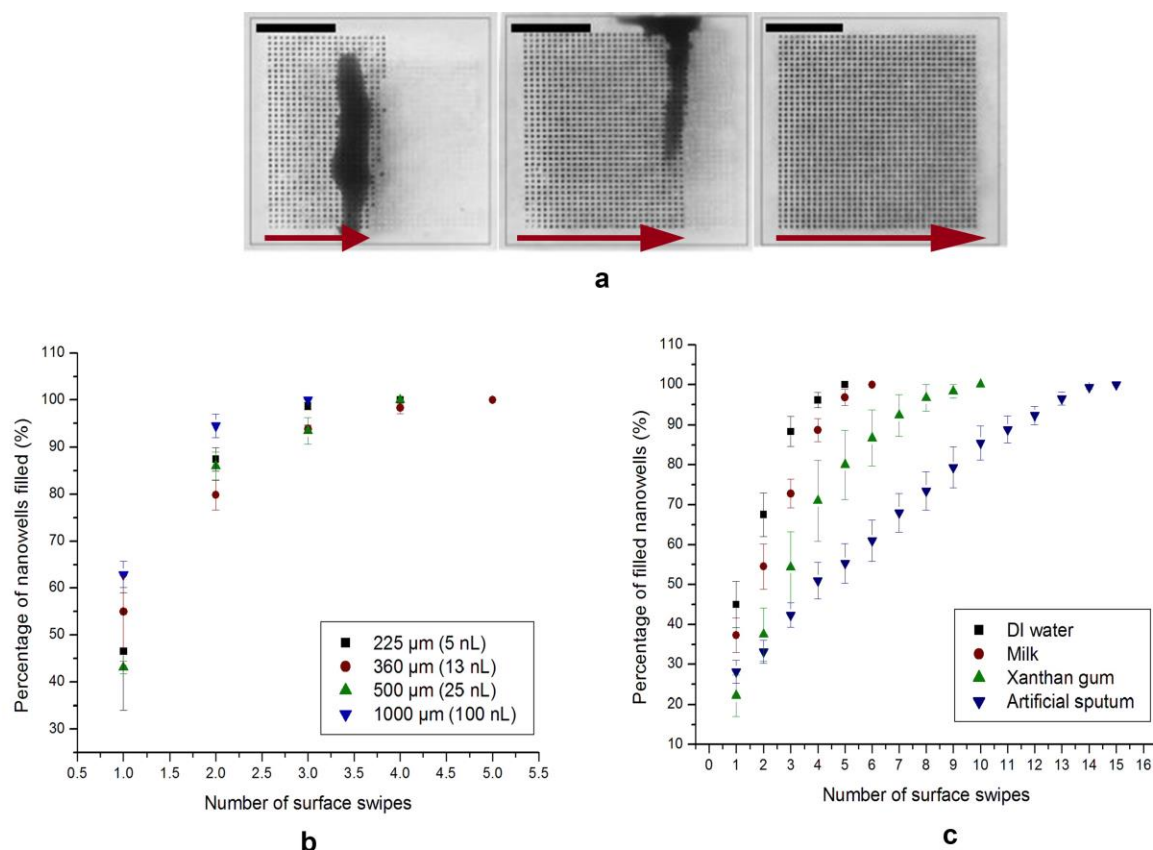 a
Percentage of nanowells filled (%)
110
100
90
80
70
60
50
40
30
225 µm (5 nL)
360 µm (13 nL)
500 µm (25 nL)
1000 µm (100 nL)
0.5 1.0 1.5 2.0 2.5 3.0 3.5 4.0 4.5 5.0 5.5
Number of surface swipes
b
Percentage of filled nanowells (%)
110
100
90
80
70
60
50
40
30
20
10
DI water
Milk
Xanthan gum
Artificial sputum
0 1 2 3 4 5 6 7 8 9 10 11 12 13 14 15 16
Number of surface swipes
c